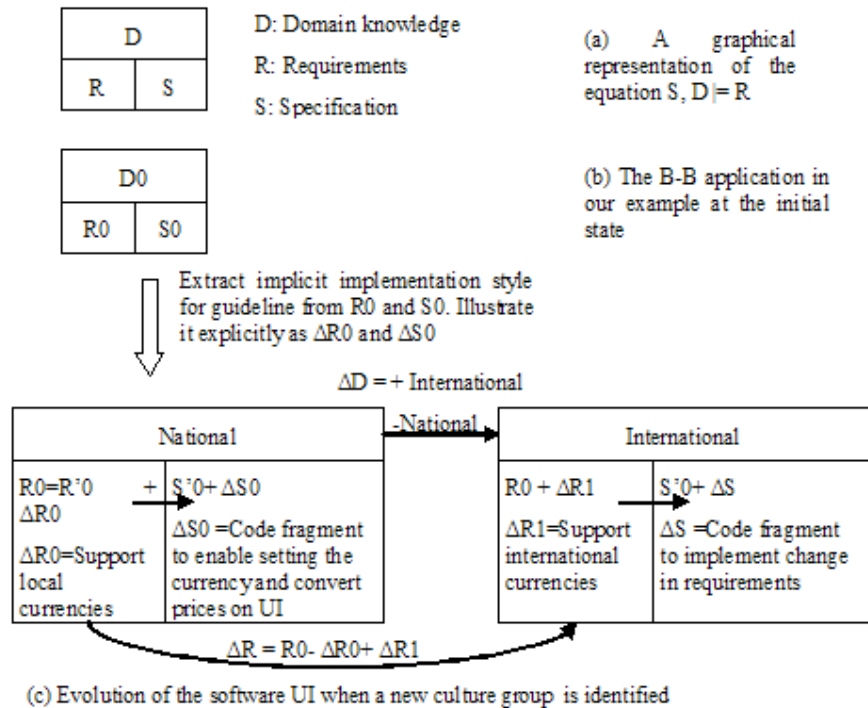 D
R S
D: Domain knowledge
R: Requirements
S: Specification
(a) A graphical
representation of the
equation S, D |= R
D0
R0 S0
(b) The B-B application in
our example at the initial
state
Extract implicit implementation style
for guideline from R0 and S0. Illustrate
it explicitly as ΔR0 and ΔS0
ΔD = + International
-National
National
R0=R’0 +
ΔR0
ΔR0=Support
local
currencies
S’0+ ΔS0
ΔS0 =Code fragment
to enable setting the
currency and convert
prices on UI
International
R0 + ΔR1
ΔR1=Support
international
currencies
S’0+ ΔS
ΔS =Code fragment
to implement change
in requirements
ΔR = R0- ΔR0+ ΔR1
(c) Evolution of the software UI when a new culture group is identified